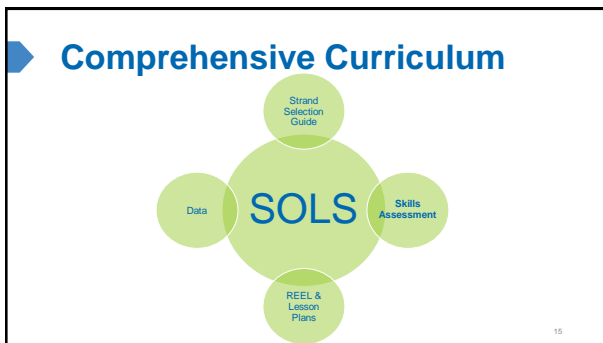 Comprehensive Curriculum
Strand
Selection
Guide
Data
SOLS
Skills
Assessment
REEL &
Lesson
Plans
15